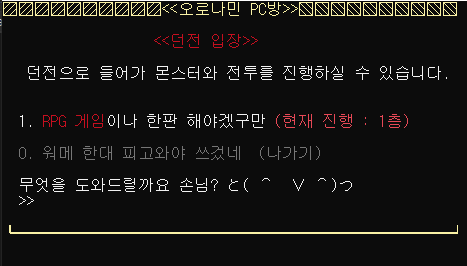 ▨▨▨▨▨▨▨▨▨▨<<오로나민 PC방>>▧▧▧▧▧▧▧▧▧▧
<<던전 입장>>
던전으로 들어가 몬스터와 전투를 진행하실 수 있습니다.
1. RPG 게임이나 한판 해야겠구만 (현재 진행 : 1층)
0. 워메 한대 피고와야 쓰겄네 (나가기)
무엇을 도와드릴까요 손님? と( ^ ∨ ^)つ
>>